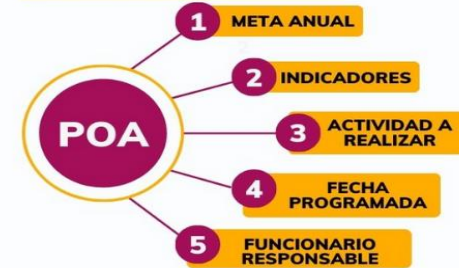 POA
1 META ANUAL
2 INDICADORES
3 ACTIVIDAD A
REALIZAR
4 FECHA
PROGRAMADA
5 FUNCIONARIO
RESPONSABLE